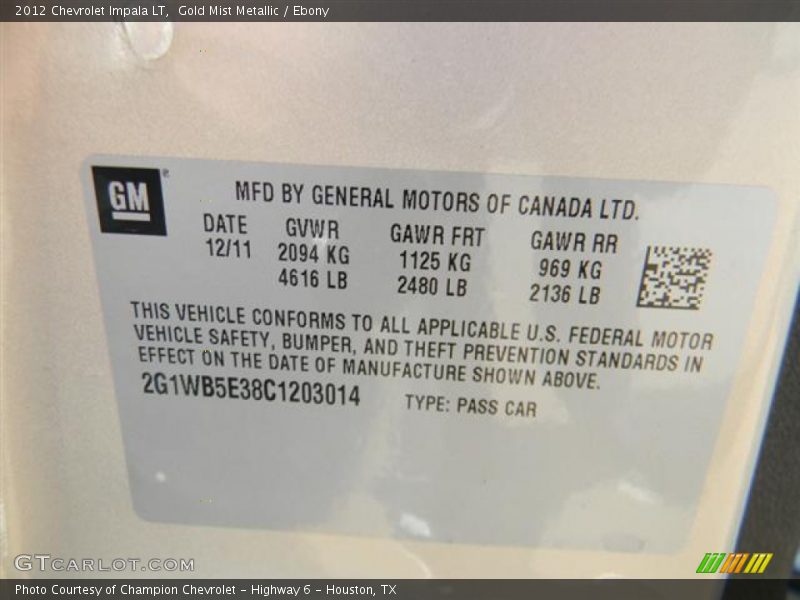 2012 Chevrolet Impala LT,  Gold Mist Metallic / Ebony
GM
MFD BY GENERAL MOTORS OF CANADA LTD.
DATE GVWR GAWR FRT GAWR RR
12/11 2094 KG 1125 KG 969 KG
4616 LB 2480 LB 2136 LB
THIS VEHICLE CONFORMS TO ALL APPLICABLE U.S. FEDERAL MOTOR
VEHICLE SAFETY, BUMPER, AND THEFT PREVENTION STANDARDS IN
EFFECT ON THE DATE OF MANUFACTURE SHOWN ABOVE.
2G1WB5E38C1203014 TYPE: PASS CAR
GTCARLOT.COM
Photo Courtesy of Champion Chevrolet - Highway 6 - Houston, TX